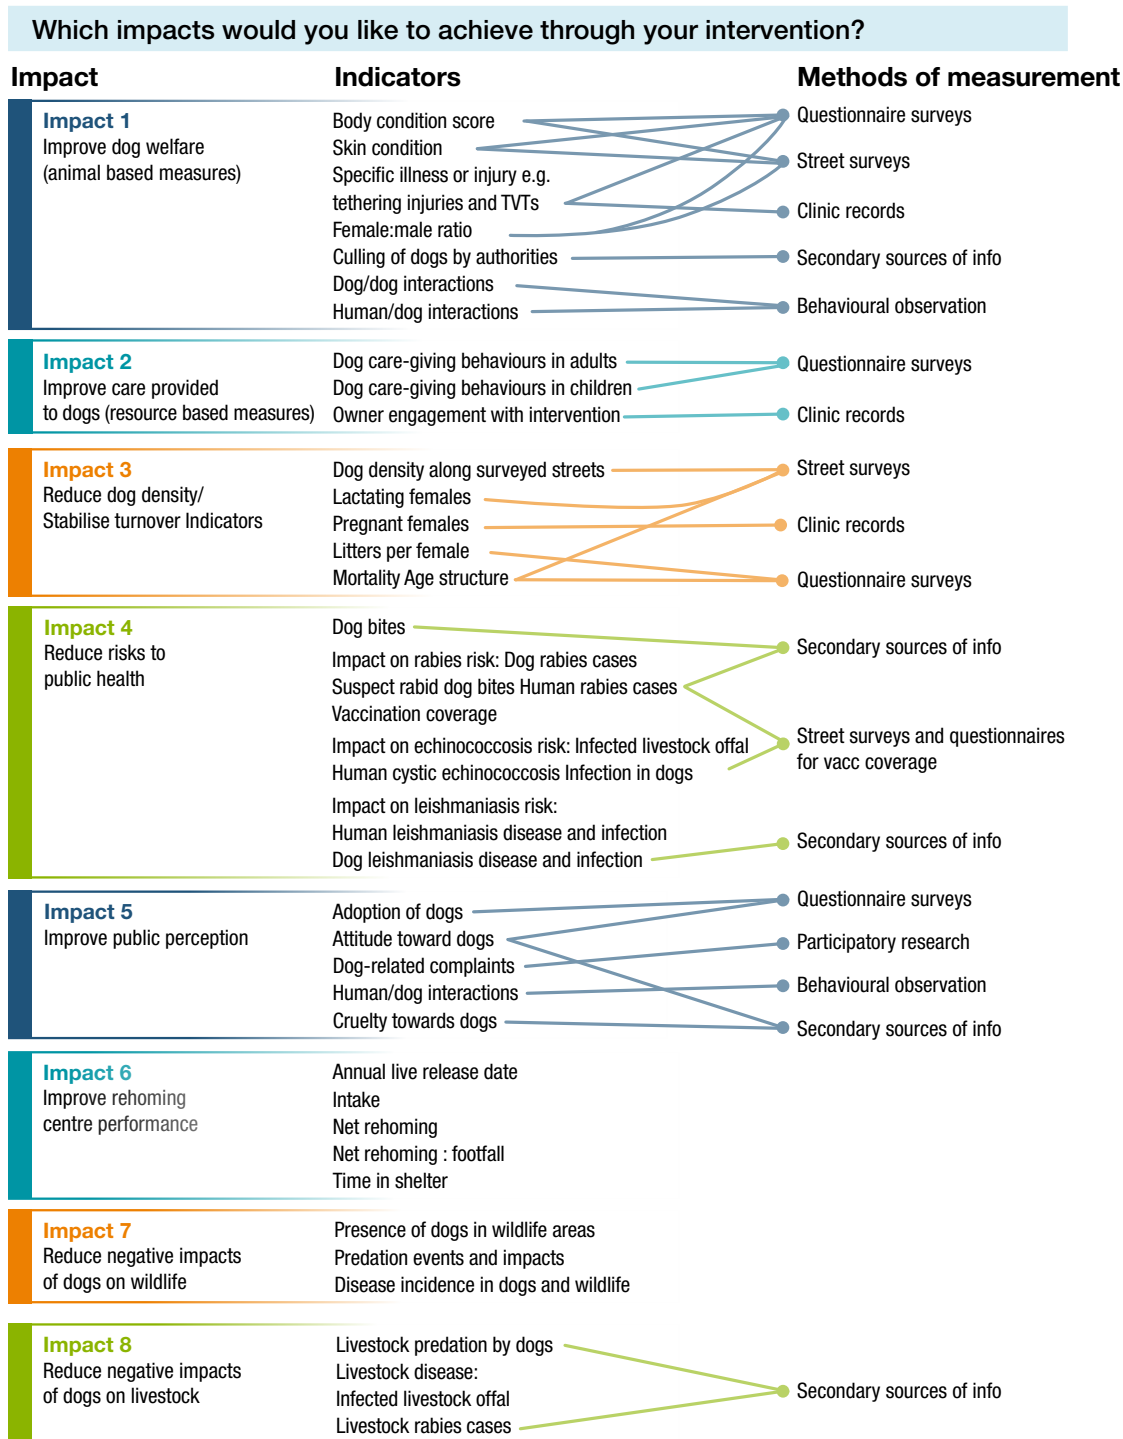 Which impacts would you like to achieve through your intervention?
Impact
Indicators
Methods of measurement
Impact 1
Improve dog welfare
(animal based measures)
Body condition score
Skin condition
Specific illness or injury e.g.
tethering injuries and TVTs
Female:male ratio
Culling of dogs by authorities
Dog/dog interactions
Human/dog interactions
Questionnaire surveys
Street surveys
Clinic records
Secondary sources of info
Behavioural observation
Impact 2
Improve care provided
to dogs (resource based measures)
Dog care-giving behaviours in adults
Dog care-giving behaviours in children
Owner engagement with intervention
Questionnaire surveys
Clinic records
Impact 3
Reduce dog density/
Stabilise turnover Indicators
Dog density along surveyed streets
Lactating females
Pregnant females
Litters per female
Mortality Age structure
Street surveys
Clinic records
Questionnaire surveys
Impact 4
Reduce risks to
public health
Dog bites
Impact on rabies risk: Dog rabies cases
Suspect rabid dog bites Human rabies cases
Vaccination coverage
Impact on echinococcosis risk: Infected livestock offal
Human cystic echinococcosis Infection in dogs
Impact on leishmaniasis risk:
Human leishmaniasis disease and infection
Dog leishmaniasis disease and infection
Secondary sources of info
Street surveys and questionnaires
for vacc coverage
Secondary sources of info
Impact 5
Improve public perception
Adoption of dogs
Attitude toward dogs
Dog-related complaints
Human/dog interactions
Cruelty towards dogs
Questionnaire surveys
Participatory research
Behavioural observation
Secondary sources of info
Impact 6
Improve rehoming
centre performance
Annual live release date
Intake
Net rehoming
Net rehoming : footfall
Time in shelter
Impact 7
Reduce negative impacts
of dogs on wildlife
Presence of dogs in wildlife areas
Predation events and impacts
Disease incidence in dogs and wildlife
Impact 8
Reduce negative impacts
of dogs on livestock
Livestock predation by dogs
Livestock disease:
Infected livestock offal
Livestock rabies cases
Secondary sources of info